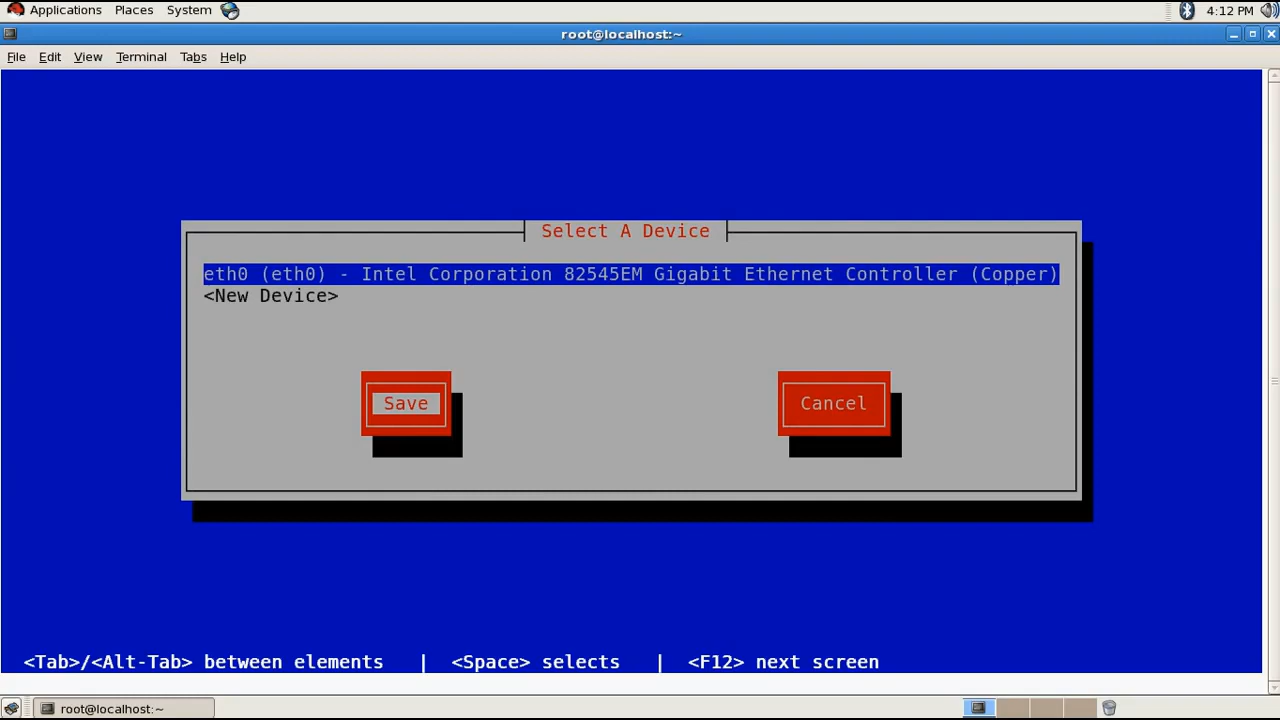 Applications Places System 4:12 PM
root@localhost:~
File Edit View Terminal Tabs Help
Select A Device
eth0 (eth0) - Intel Corporation 82545EM Gigabit Ethernet Controller (Copper)
<New Device>
Save Cancel
<Tab>/<Alt-Tab> between elements | <Space> selects | <F12> next screen
root@localhost:~